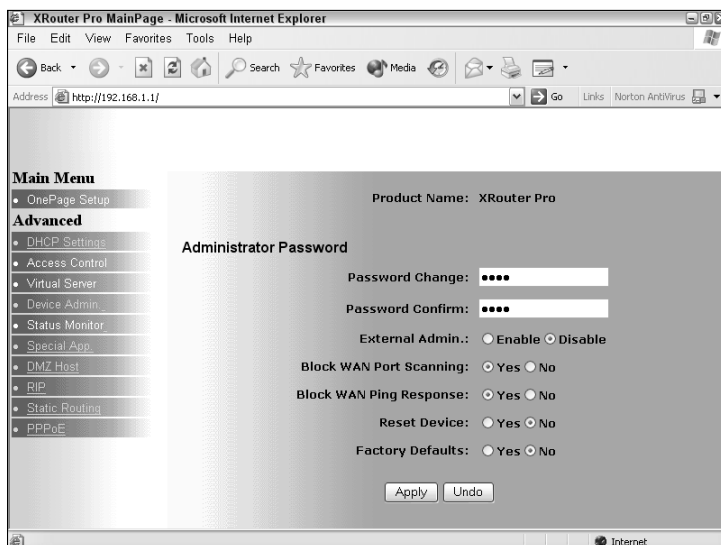 XRouter Pro MainPage - Microsoft Internet Explorer
File Edit View Favorites Tools Help
Back Search Favorites Media
Address http://192.168.1.1/ Go Links Norton AntiVirus
Main Menu
OnePage Setup
Advanced
DHCP Settings
Access Control
Virtual Server
Device Admin.
Status Monitor
Special App.
DMZ Host
RIP
Static Routing
PPPoE
Product Name: XRouter Pro
Administrator Password
Password Change: ●●●●
Password Confirm: ●●●●
External Admin.: Enable Disable
Block WAN Port Scanning: Yes No
Block WAN Ping Response: Yes No
Reset Device: Yes No
Factory Defaults: Yes No
Apply Undo
Internet